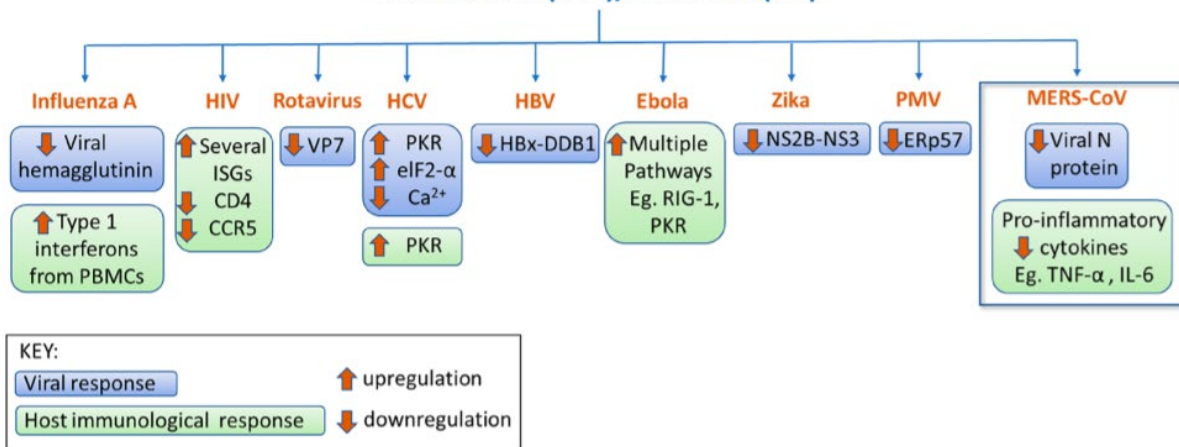 Influenza A
Viral
hemagglutinin
Type 1
interferons
from PBMCs
HIV
Several
ISGs
CD4
CCR5
Rotavirus
VP7
HCV
PKR
eIF2-α
Ca²⁺
PKR
HBV
HBx-DDB1
Ebola
Multiple
Pathways
Eg. RIG-1,
PKR
Zika
NS2B-NS3
PMV
ERp57
MERS-CoV
Viral N
protein
Pro-inflammatory
cytokines
Eg. TNF-α , IL-6
KEY:
Viral response
upregulation
Host immunological response
downregulation